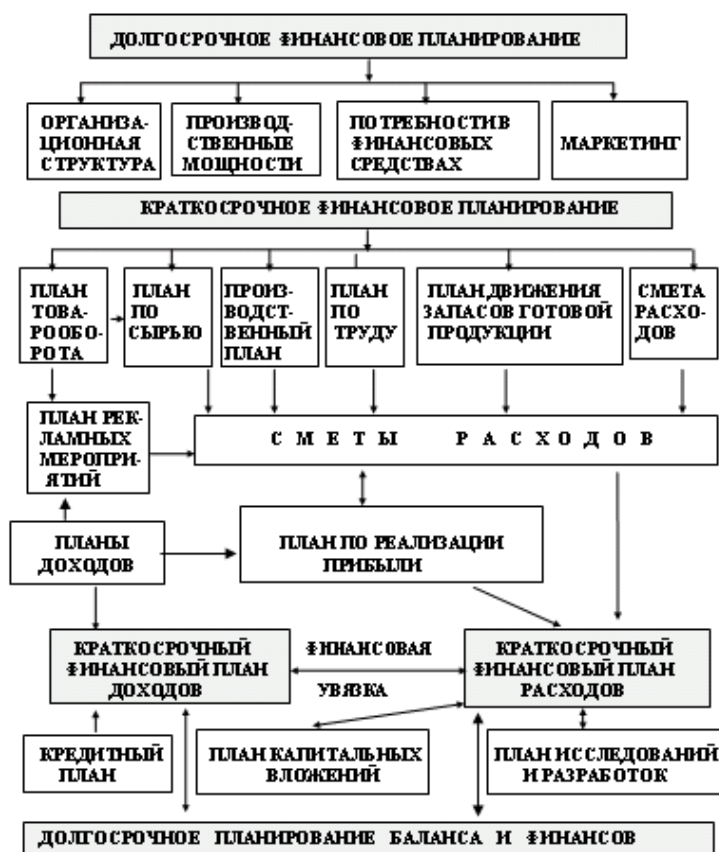 ДОЛГОСРОЧНОЕ ФИНАНСОВОЕ ПЛАНИРОВАНИЕ
ОРГАНИЗА-
ЦИОННАЯ
СТРУКТУРА
ПРОИЗВОД-
СТВЕННЫЕ
МОЩНОСТИ
ПОТРЕБНОСТИ В
ФИНАНСОВЫХ
СРЕДСТВАХ
МАРКЕТИНГ
КРАТКОСРОЧНОЕ ФИНАНСОВОЕ ПЛАНИРОВАНИЕ
ПЛАН
ТОВА-
РООБО-
РОТА
ПЛАН
ПО
СЫРЬЮ
ПРОИЗ-
ВОДСТ-
ВЕННЫЙ
ПЛАН
ПЛАН
ПО
ТРУДУ
ПЛАН ДВИЖЕНИЯ
ЗАПАСОВ ГОТОВОЙ
ПРОДУКЦИИ
СМЕТА
РАСХО-
ДОВ
ПЛАН РЕК-
ЛАМНЫХ
МЕРОПРИ-
ЯТИЙ
СМЕТЫ РАСХОДОВ
ПЛАНЫ
ДОХОДОВ
ПЛАН ПО РЕАЛИЗАЦИИ
ПРИБЫЛИ
КРАТКОСРОЧНЫЙ
ФИНАНСОВЫЙ ПЛАН
ДОХОДОВ
ФИНАНСОВАЯ
УВЯЗКА
КРАТКОСРОЧНЫЙ
ФИНАНСОВЫЙ ПЛАН
РАСХОДОВ
КРЕДИТНЫЙ
ПЛАН
ПЛАН КАПИТАЛЬНЫХ
ВЛОЖЕНИЙ
ПЛАН ИССЛЕДОВАНИЙ
И РАЗРАБОТОК
ДОЛГОСРОЧНОЕ ПЛАНИРОВАНИЕ БАЛАНСА И ФИНАНСОВ